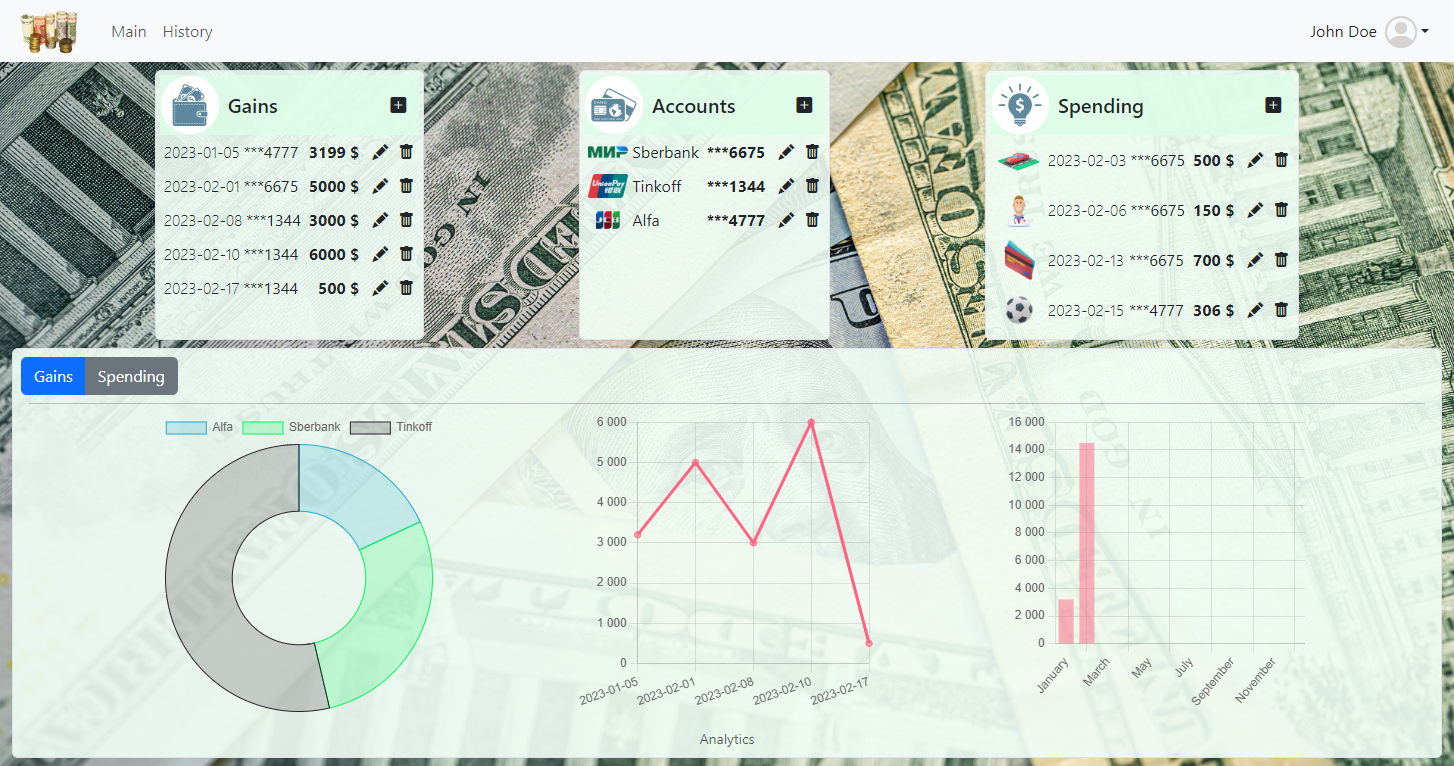 Main History John Doe
Gains
2023-01-05 ***4777 3199 $
2023-02-01 ***6675 5000 $
2023-02-08 ***1344 3000 $
2023-02-10 ***1344 6000 $
2023-02-17 ***1344 500 $
Accounts
МИР Sberbank ***6675
UnionPay Tinkoff ***1344
JCB Alfa ***4777
Spending
2023-02-03 ***6675 500 $
2023-02-06 ***6675 150 $
2023-02-13 ***6675 700 $
2023-02-15 ***4777 306 $
Gains Spending
Alfa Sberbank Tinkoff
6 000
5 000
4 000
3 000
2 000
1 000
0
2023-01-05 2023-02-01 2023-02-08 2023-02-10 2023-02-17
16 000
14 000
12 000
10 000
8 000
6 000
4 000
2 000
0
January March May July September November
Analytics